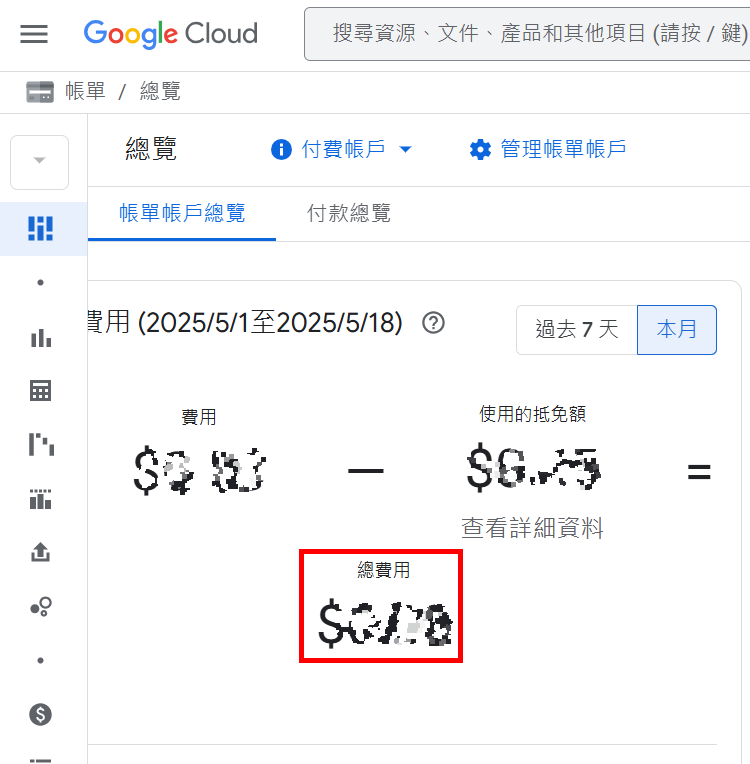 Google Cloud
搜尋資源、文件、產品和其他項目 (請按 / 鍵)
帳單 / 總覽
總覽
付費帳戶
管理帳單帳戶
帳單帳戶總覽
付款總覽
費用 (2025/5/1至2025/5/18)
過去 7 天
本月
費用
使用的抵免額
$
—
$
=
查看詳細資料
總費用
$